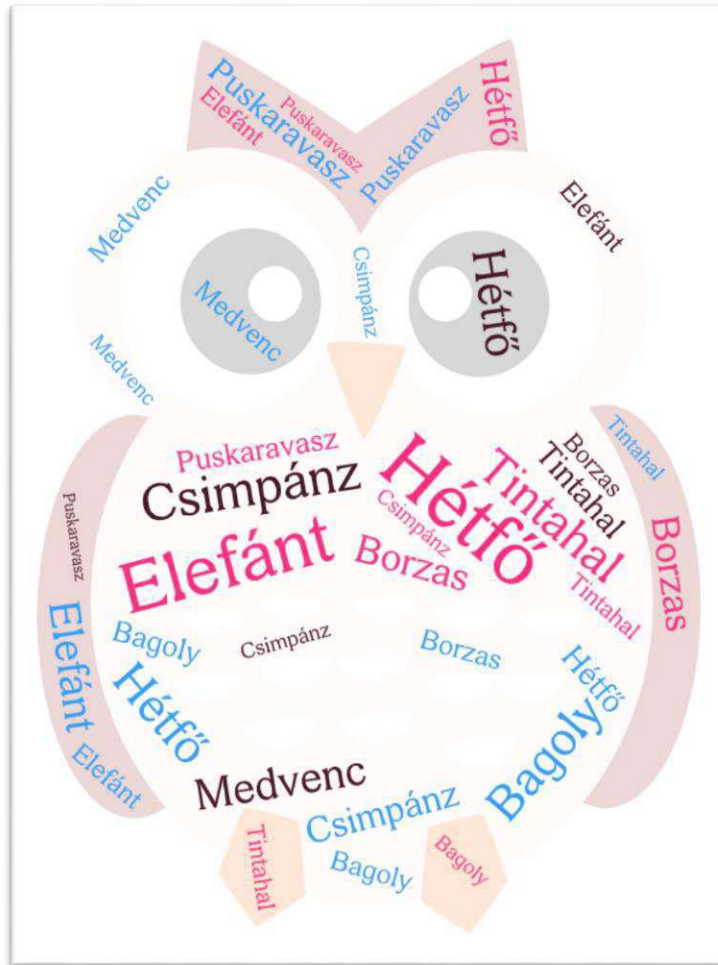 Puskaravasz
Elefánt
Puskaravasz
Puskaravasz
Hétfő
Medvenc
Elefánt
Csimpánz
Hétfő
Medvenc
Medvenc
Puskaravasz
Csimpánz
Hétfő
Tintahal
Borzas
Tintahal
Tintahal
Puskaravasz
Elefánt
Csimpánz
Borzas
Tintahal
Borzas
Elefánt
Bagoly
Csimpánz
Borzas
Hétfő
Hétfő
Elefánt
Medvenc
Csimpánz
Bagoly
Tintahal
Bagoly
Bagoly